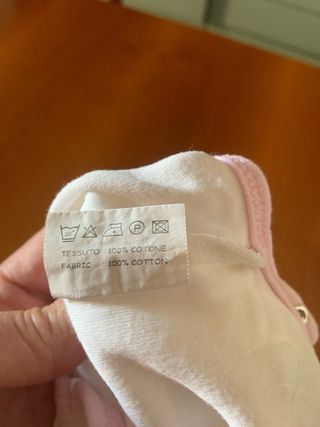 P
TESSUTO : 100% COTONE
FABRIC : 100% COTTON